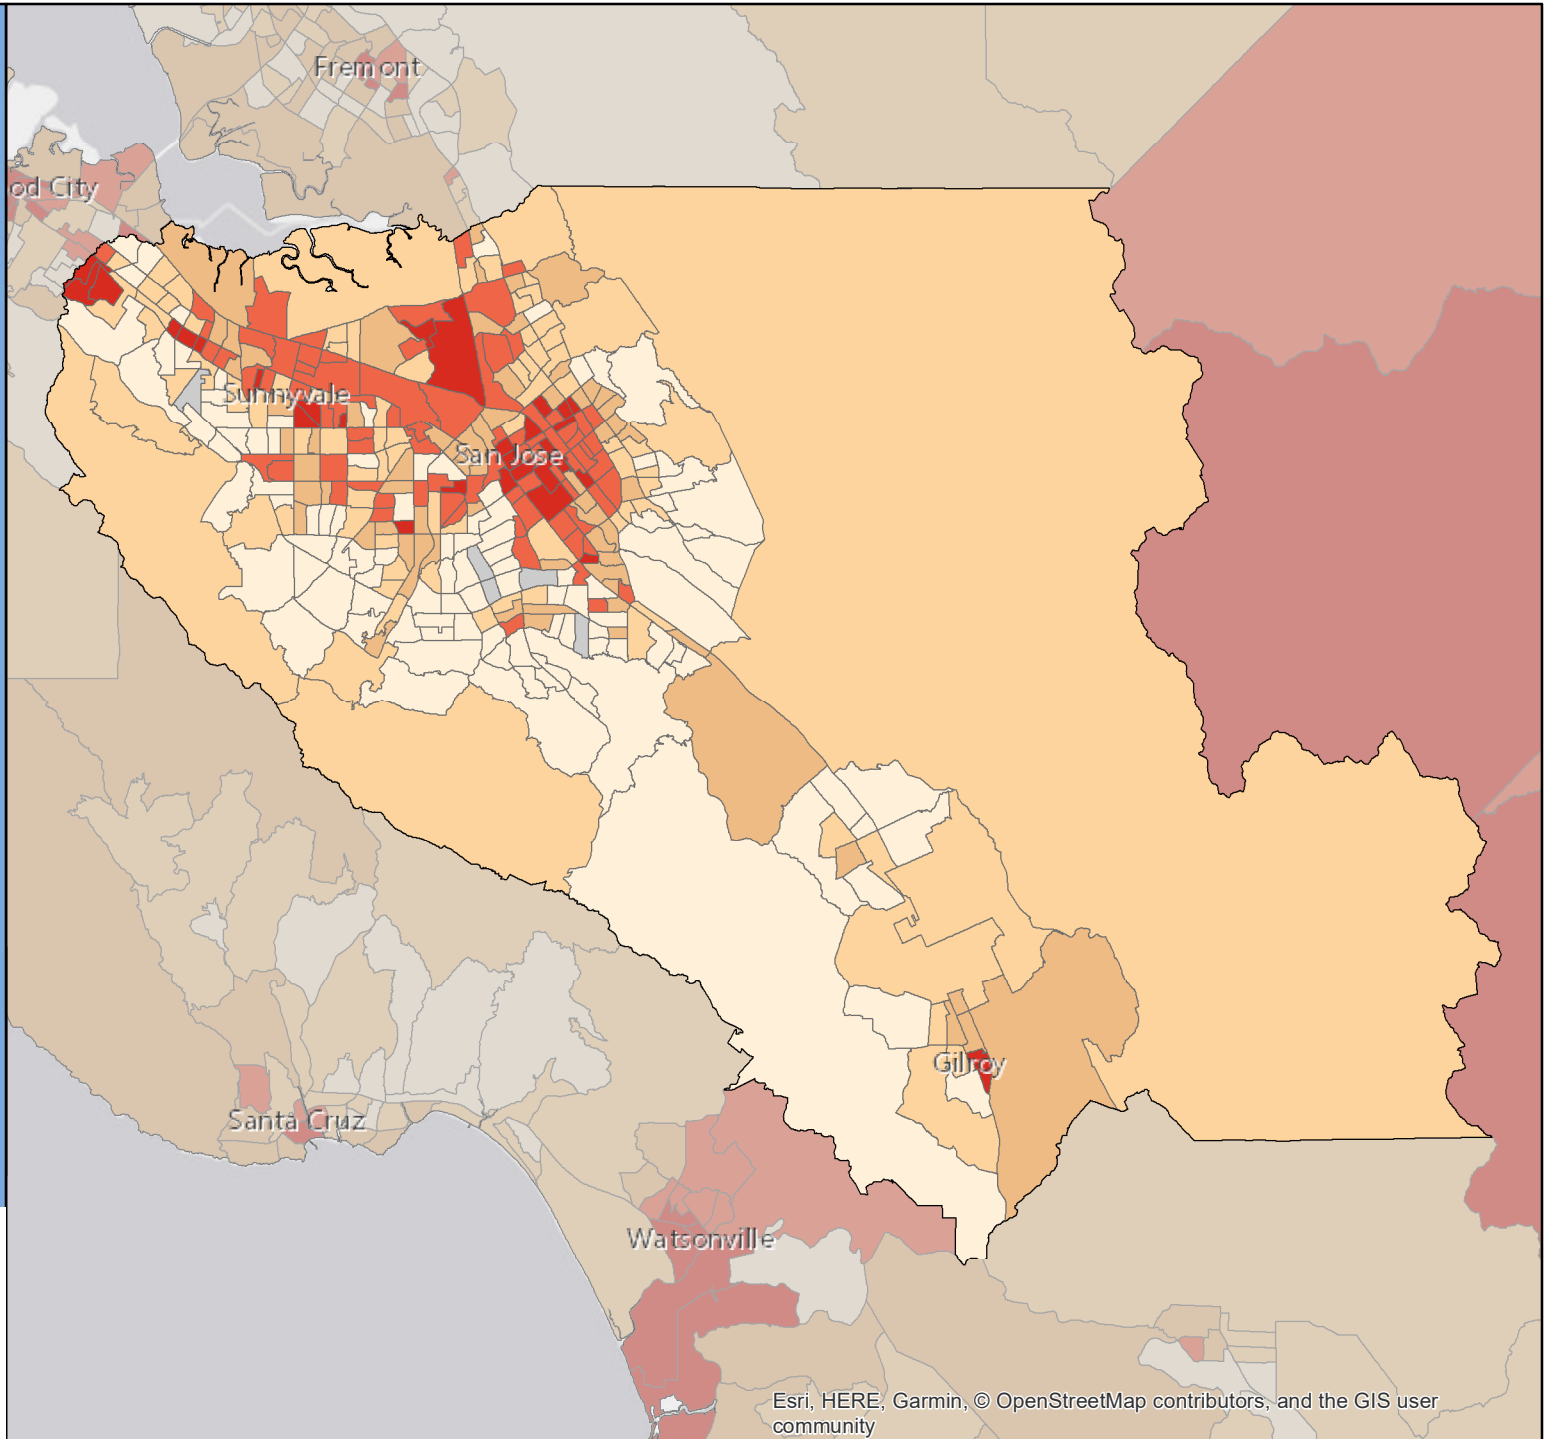 Fremont
od City
Sunnyvale
San Jose
Gilroy
Santa Cruz
Watsonville
Esri, HERE, Garmin, © OpenStreetMap contributors, and the GIS user
community